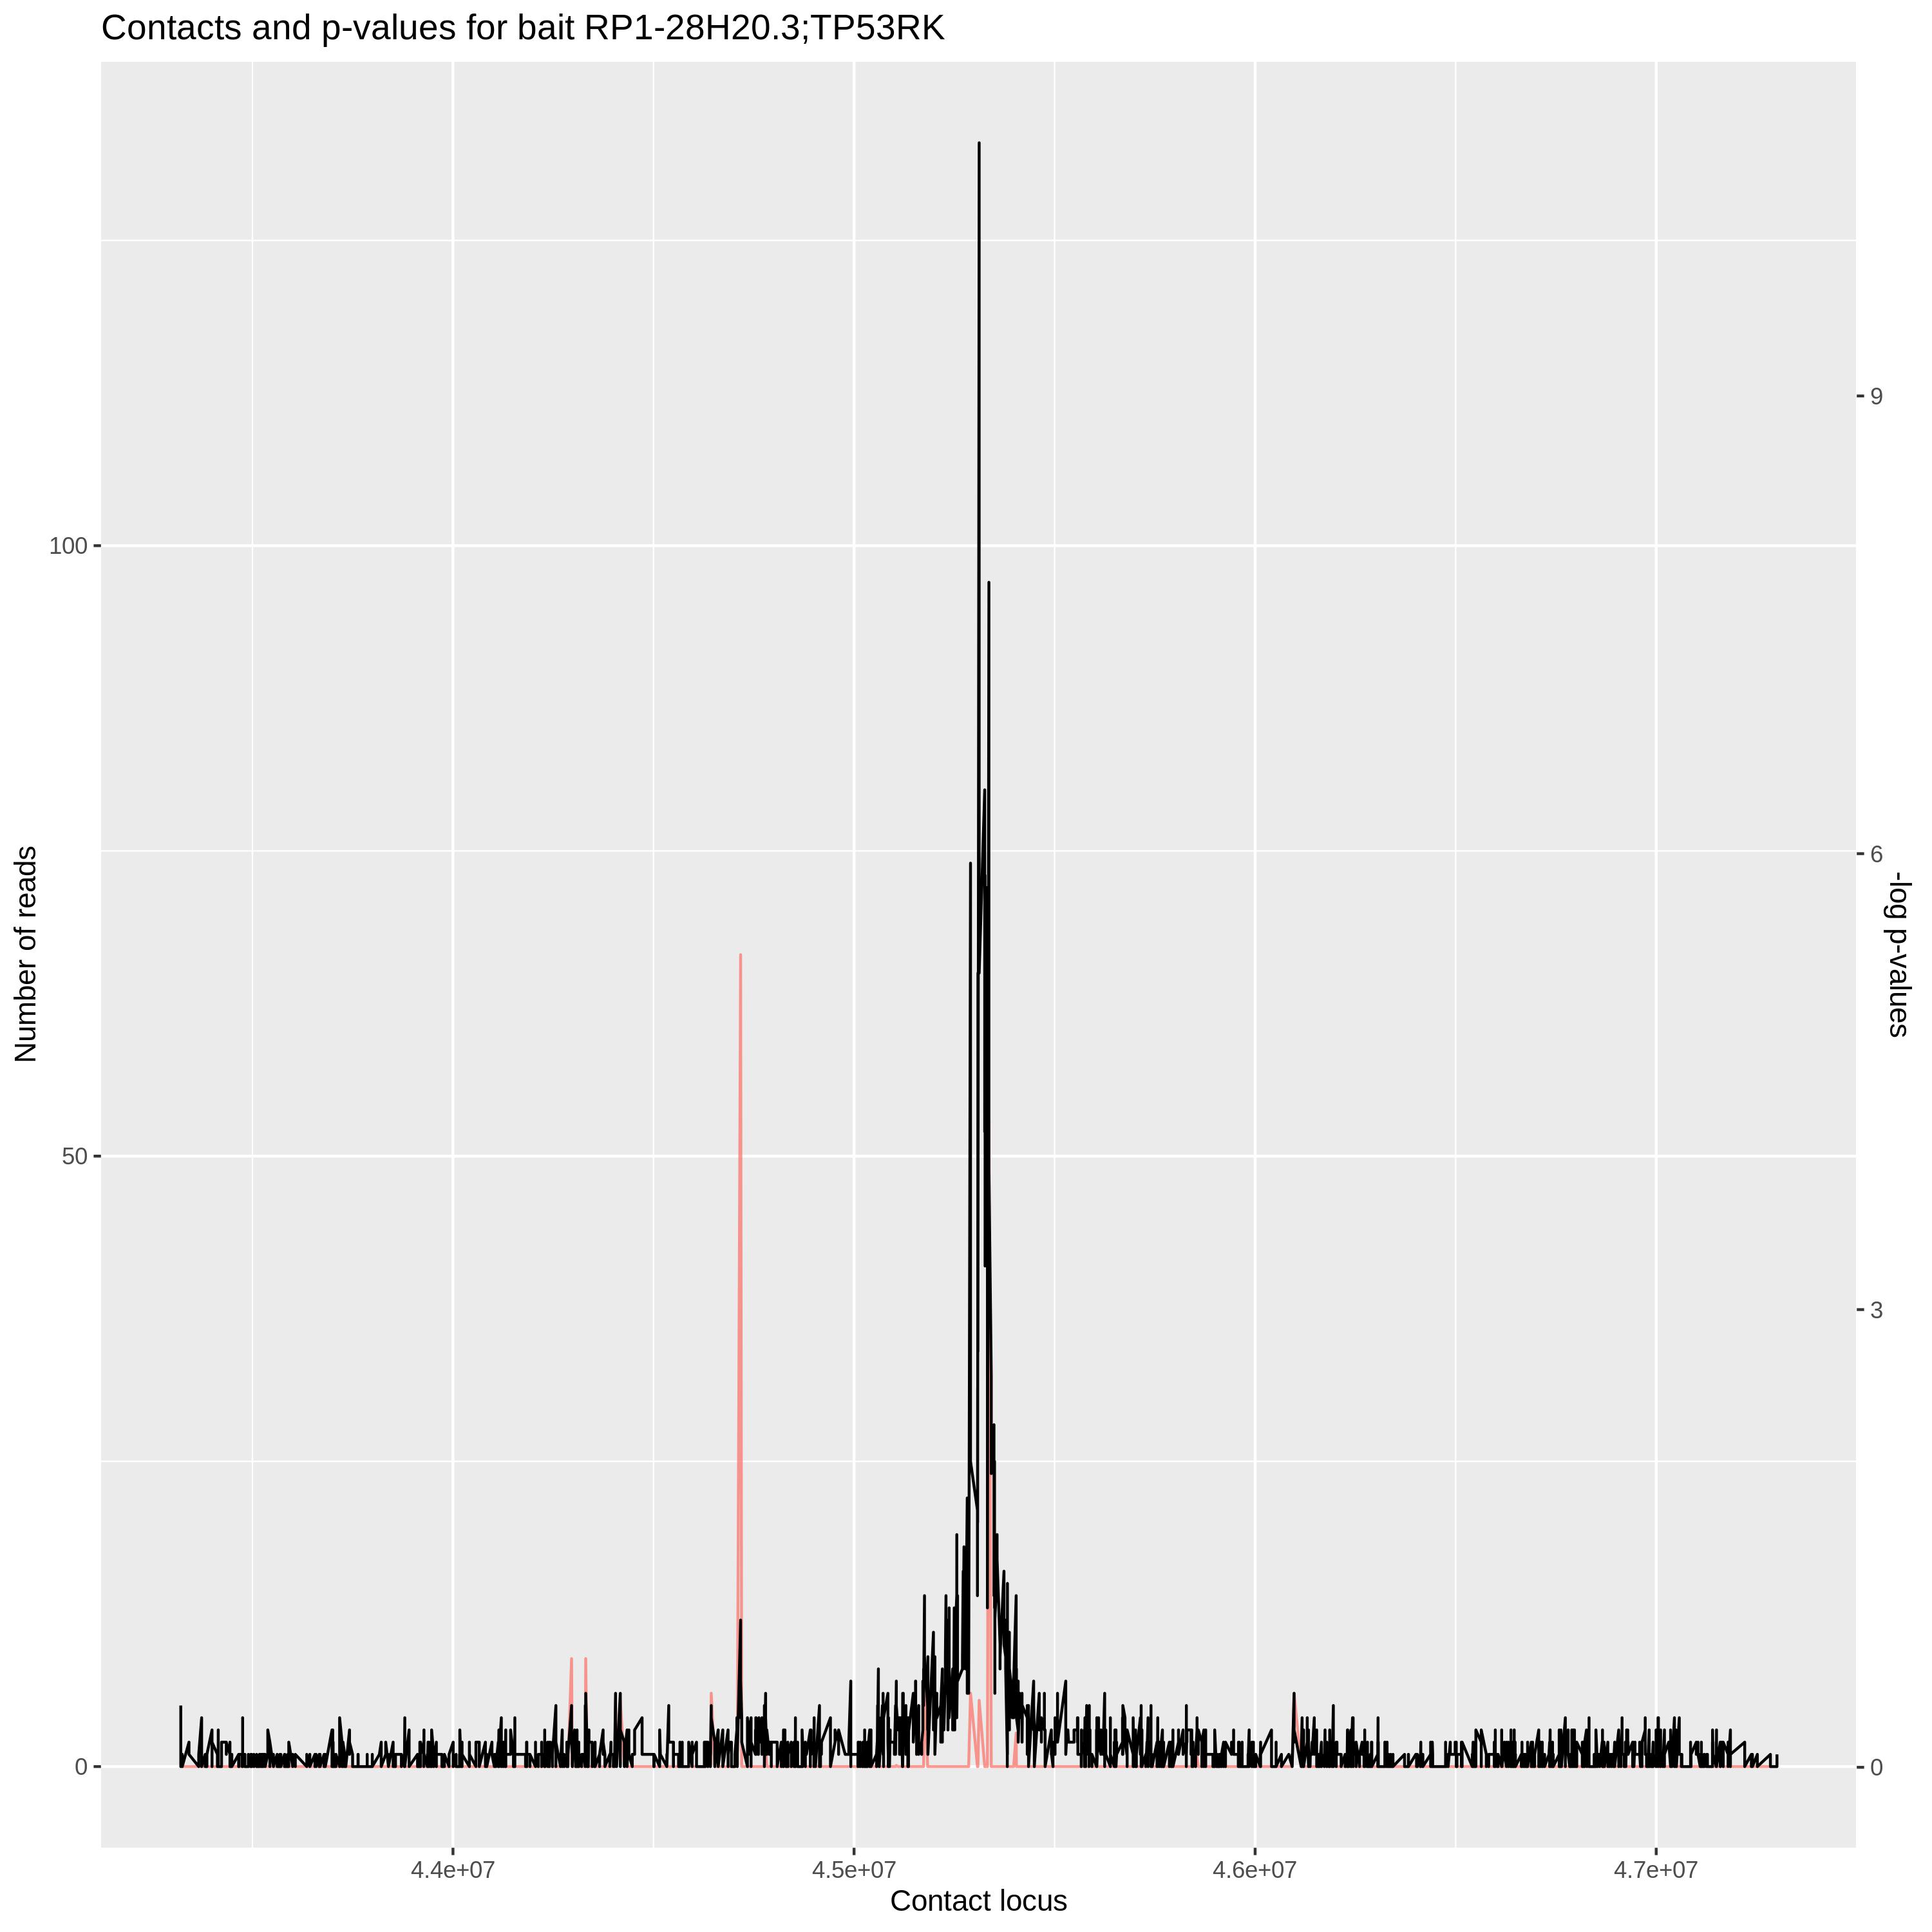 Contacts and p-values for bait RP1-28H20.3;TP53RK
Number of reads
100
50
0
9
6
3
0
-log p-values
4.4e+07
4.5e+07
4.6e+07
4.7e+07
Contact locus